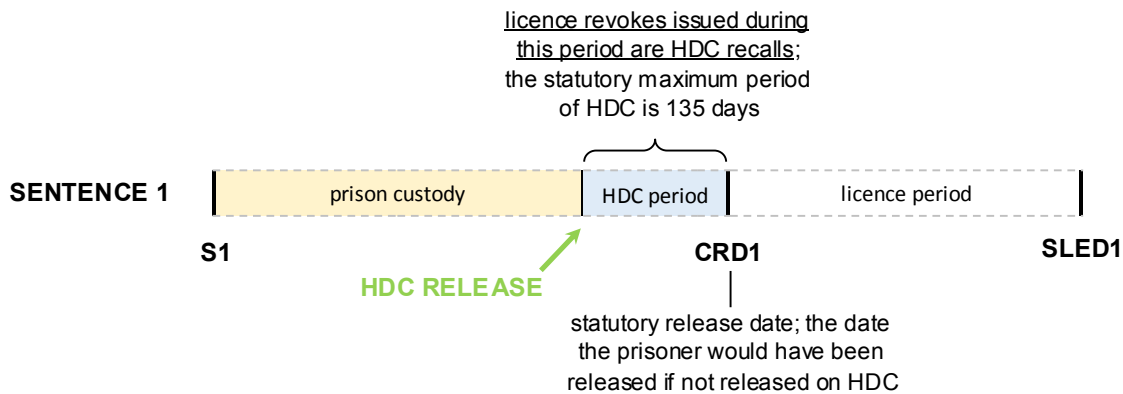 licence revokes issued during
this period are HDC recalls;
the statutory maximum period
of HDC is 135 days
SENTENCE 1
prison custody
HDC period
licence period
S1
CRD1
SLED1
HDC RELEASE
statutory release date; the date
the prisoner would have been
released if not released on HDC